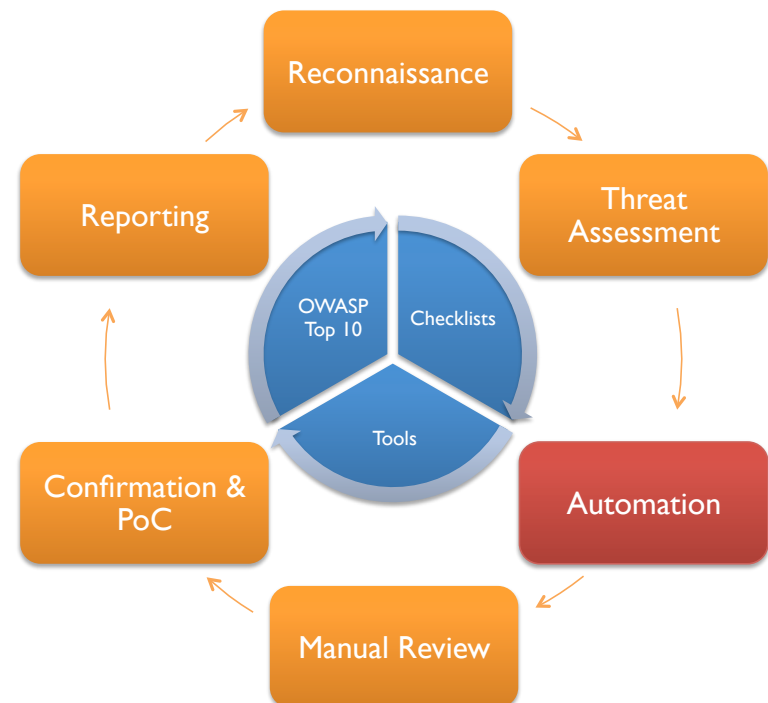 Reconnaissance
Threat
Assessment
Automation
Manual Review
Confirmation &
PoC
Reporting
OWASP
Top 10
Checklists
Tools